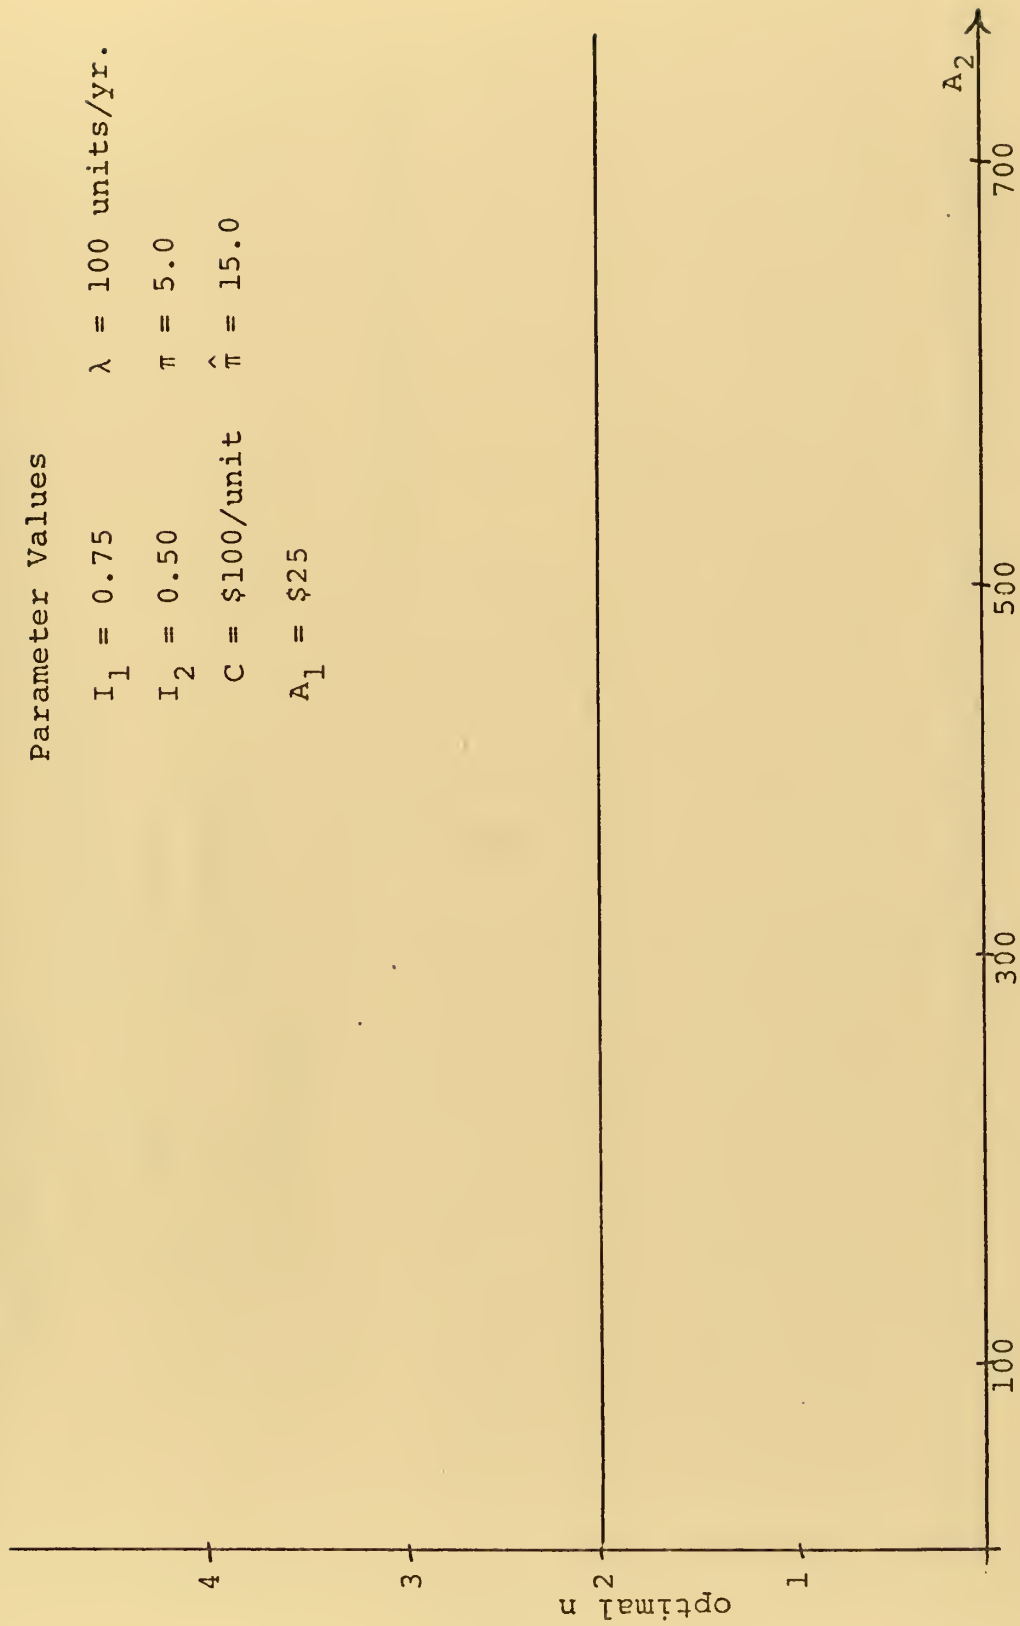 Parameter Values
I1 = 0.75 λ = 100 units/yr.
I2 = 0.50 π = 5.0
C = $100/unit π̂ = 15.0
A1 = $25
4
3
2
1
optimal n
100
300
500
700
A2